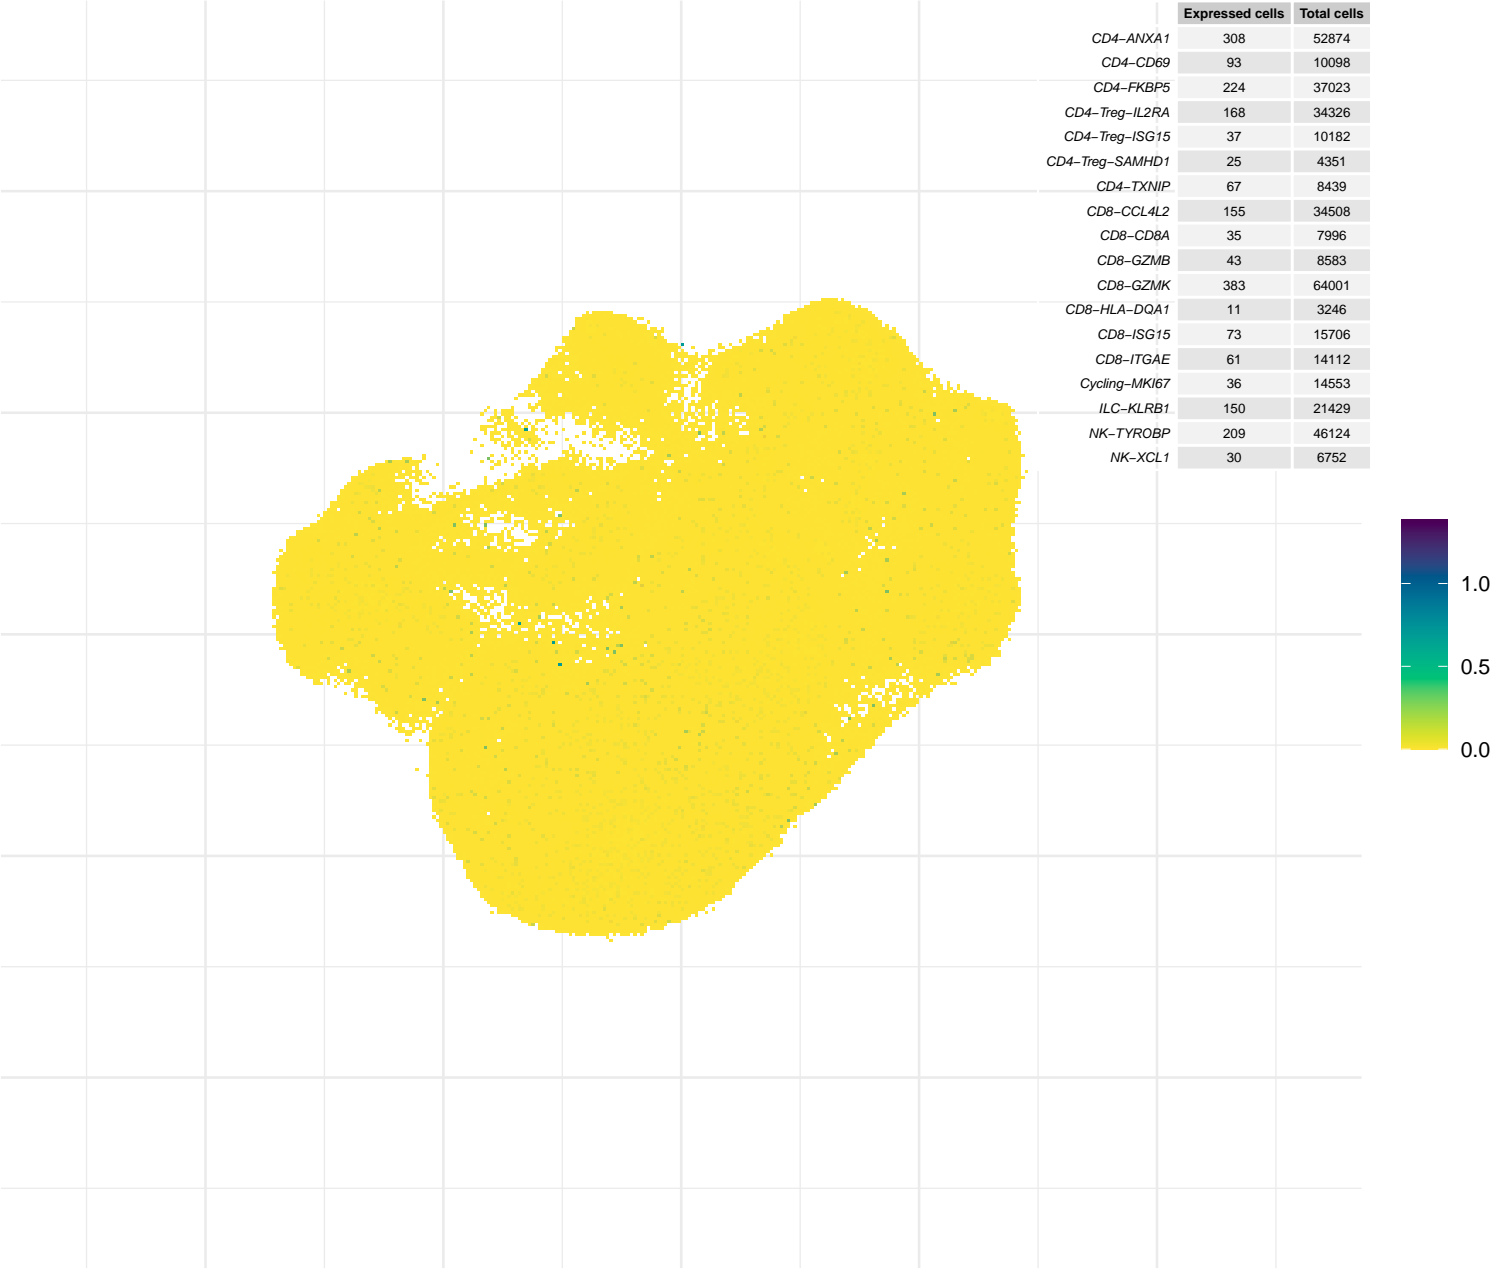 Expressed cells Total cells
CD4−ANXA1 308 52874
CD4−CD69 93 10098
CD4−FKBP5 224 37023
CD4−Treg−IL2RA 168 34326
CD4−Treg−ISG15 37 10182
CD4−Treg−SAMHD1 25 4351
CD4−TXNIP 67 8439
CD8−CCL4L2 155 34508
CD8−CD8A 35 7996
CD8−GZMB 43 8583
CD8−GZMK 383 64001
CD8−HLA−DQA1 11 3246
CD8−ISG15 73 15706
CD8−ITGAE 61 14112
Cycling−MKI67 36 14553
ILC−KLRB1 150 21429
NK−TYROBP 209 46124
NK−XCL1 30 6752
1.0
0.5
0.0